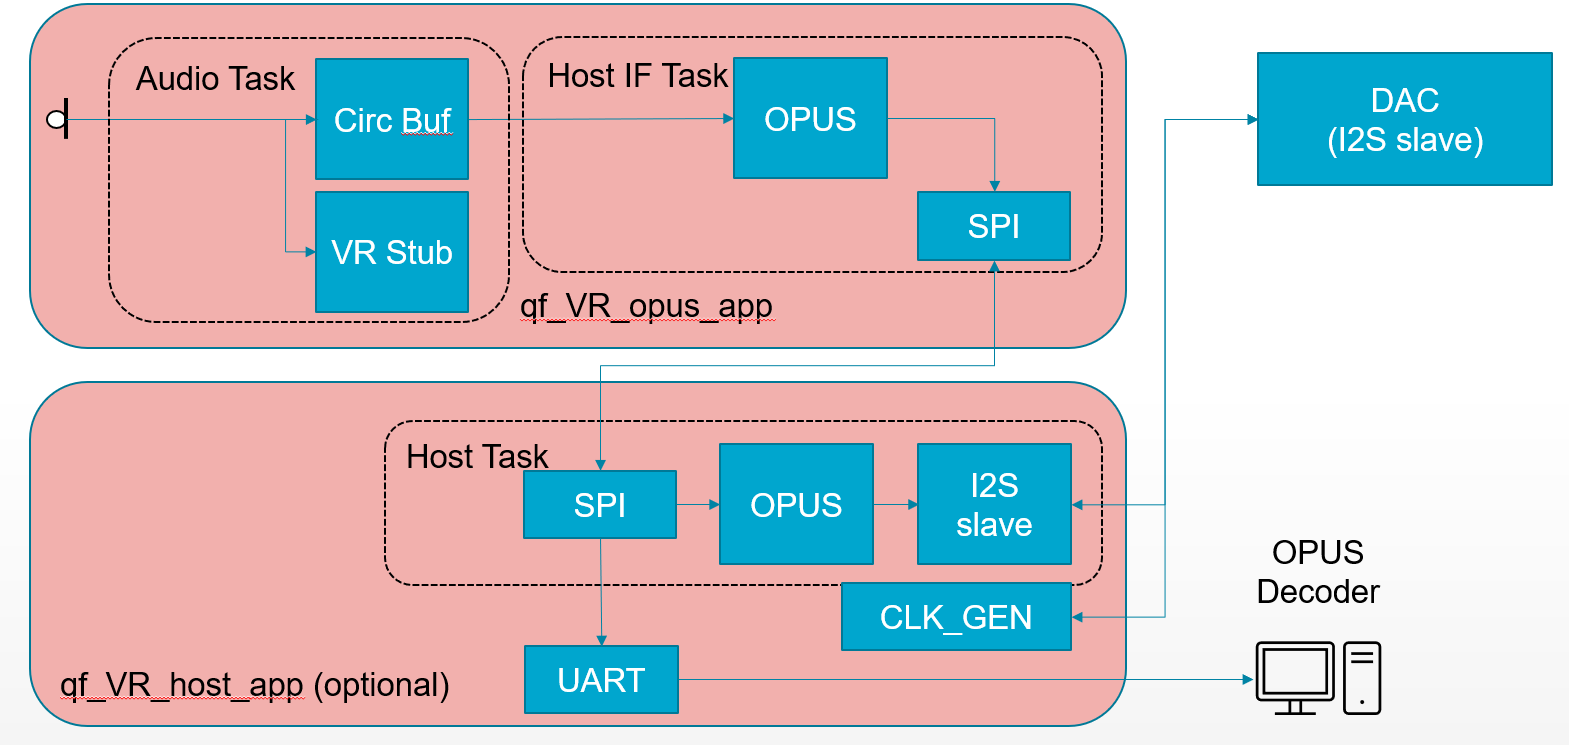 Audio Task
Circ Buf
VR Stub
Host IF Task
OPUS
SPI
qf_VR_opus_app
DAC
(I2S slave)
Host Task
SPI
OPUS
I2S
slave
CLK_GEN
UART
qf_VR_host_app (optional)
OPUS
Decoder